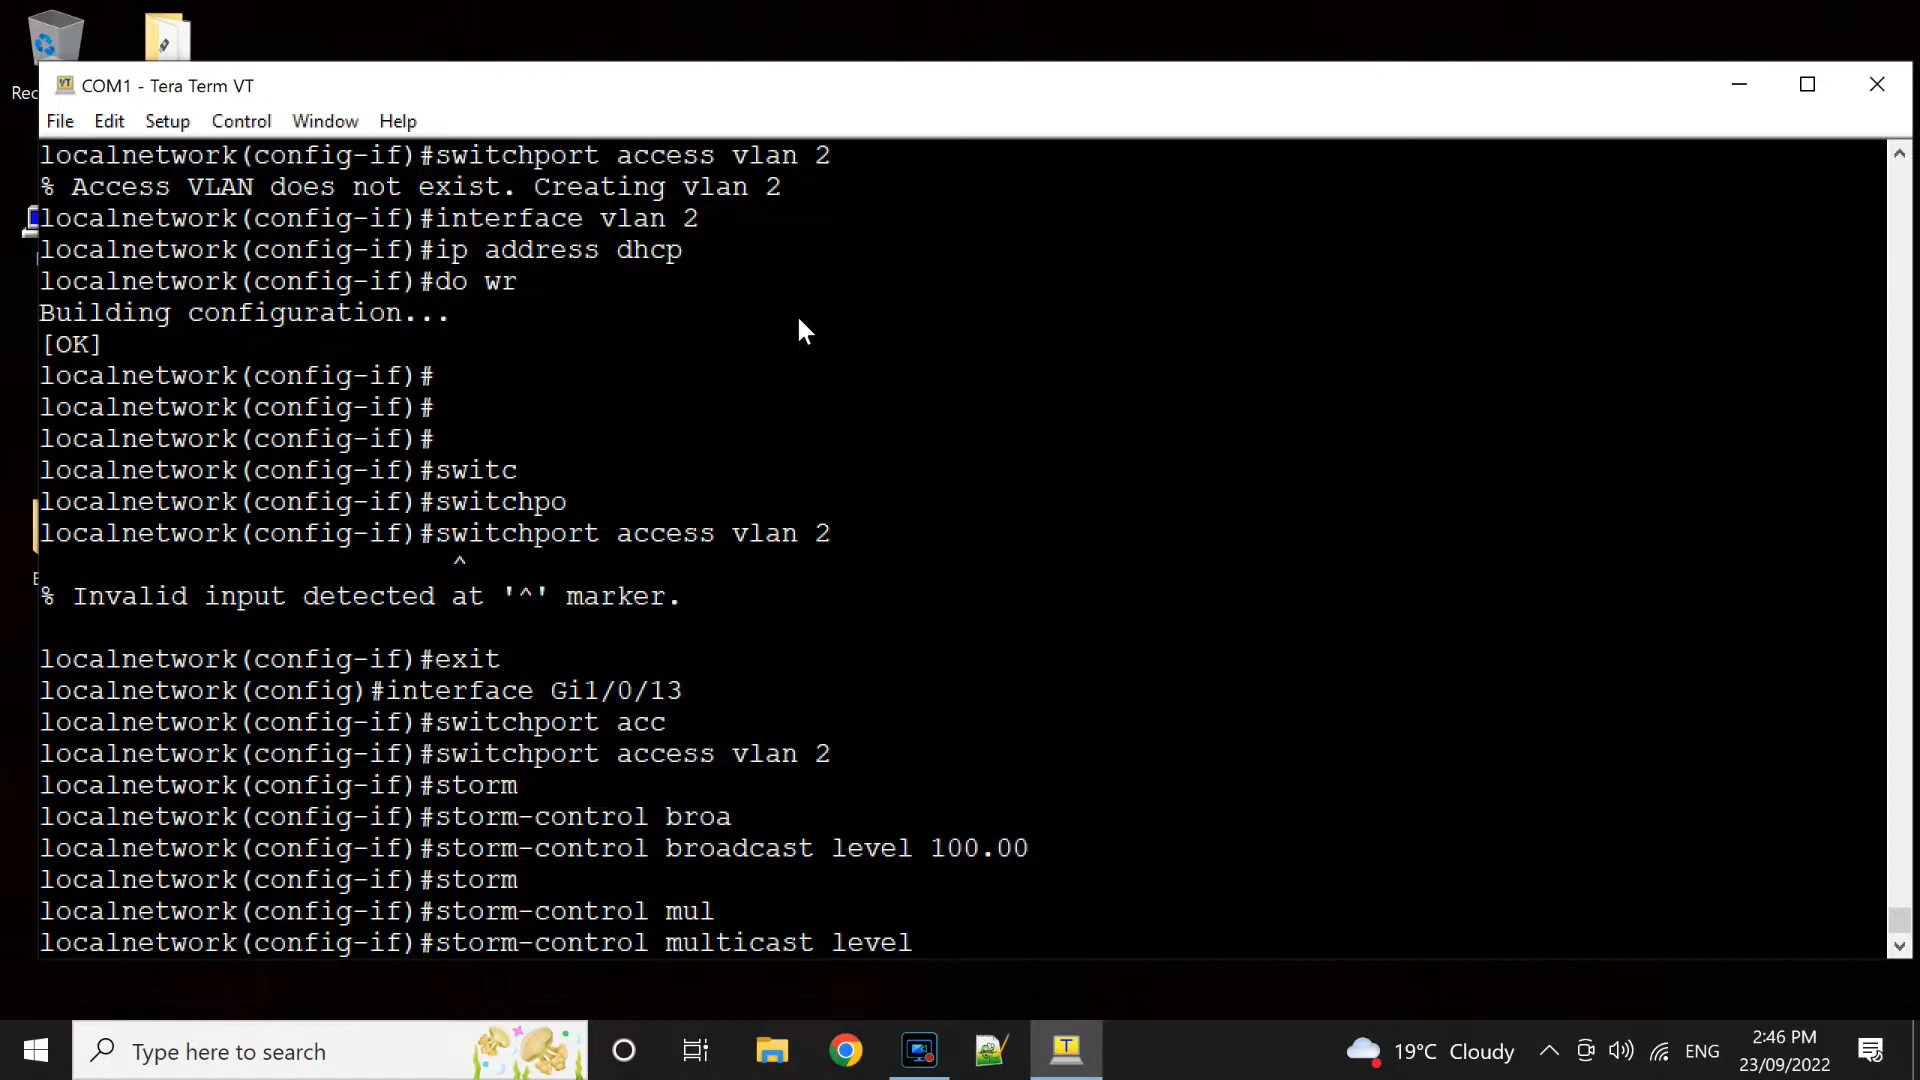 Rec
COM1 - Tera Term VT
File Edit Setup Control Window Help
localnetwork(config-if)#switchport access vlan 2
% Access VLAN does not exist. Creating vlan 2
localnetwork(config-if)#interface vlan 2
localnetwork(config-if)#ip address dhcp
localnetwork(config-if)#do wr
Building configuration...
[OK]
localnetwork(config-if)#
localnetwork(config-if)#
localnetwork(config-if)#
localnetwork(config-if)#switc
localnetwork(config-if)#switchpo
localnetwork(config-if)#switchport access vlan 2
^
% Invalid input detected at '^' marker.
localnetwork(config-if)#exit
localnetwork(config)#interface Gi1/0/13
localnetwork(config-if)#switchport acc
localnetwork(config-if)#switchport access vlan 2
localnetwork(config-if)#storm
localnetwork(config-if)#storm-control broa
localnetwork(config-if)#storm-control broadcast level 100.00
localnetwork(config-if)#storm
localnetwork(config-if)#storm-control mul
localnetwork(config-if)#storm-control multicast level
Type here to search
19°C Cloudy
ENG
2:46 PM
23/09/2022